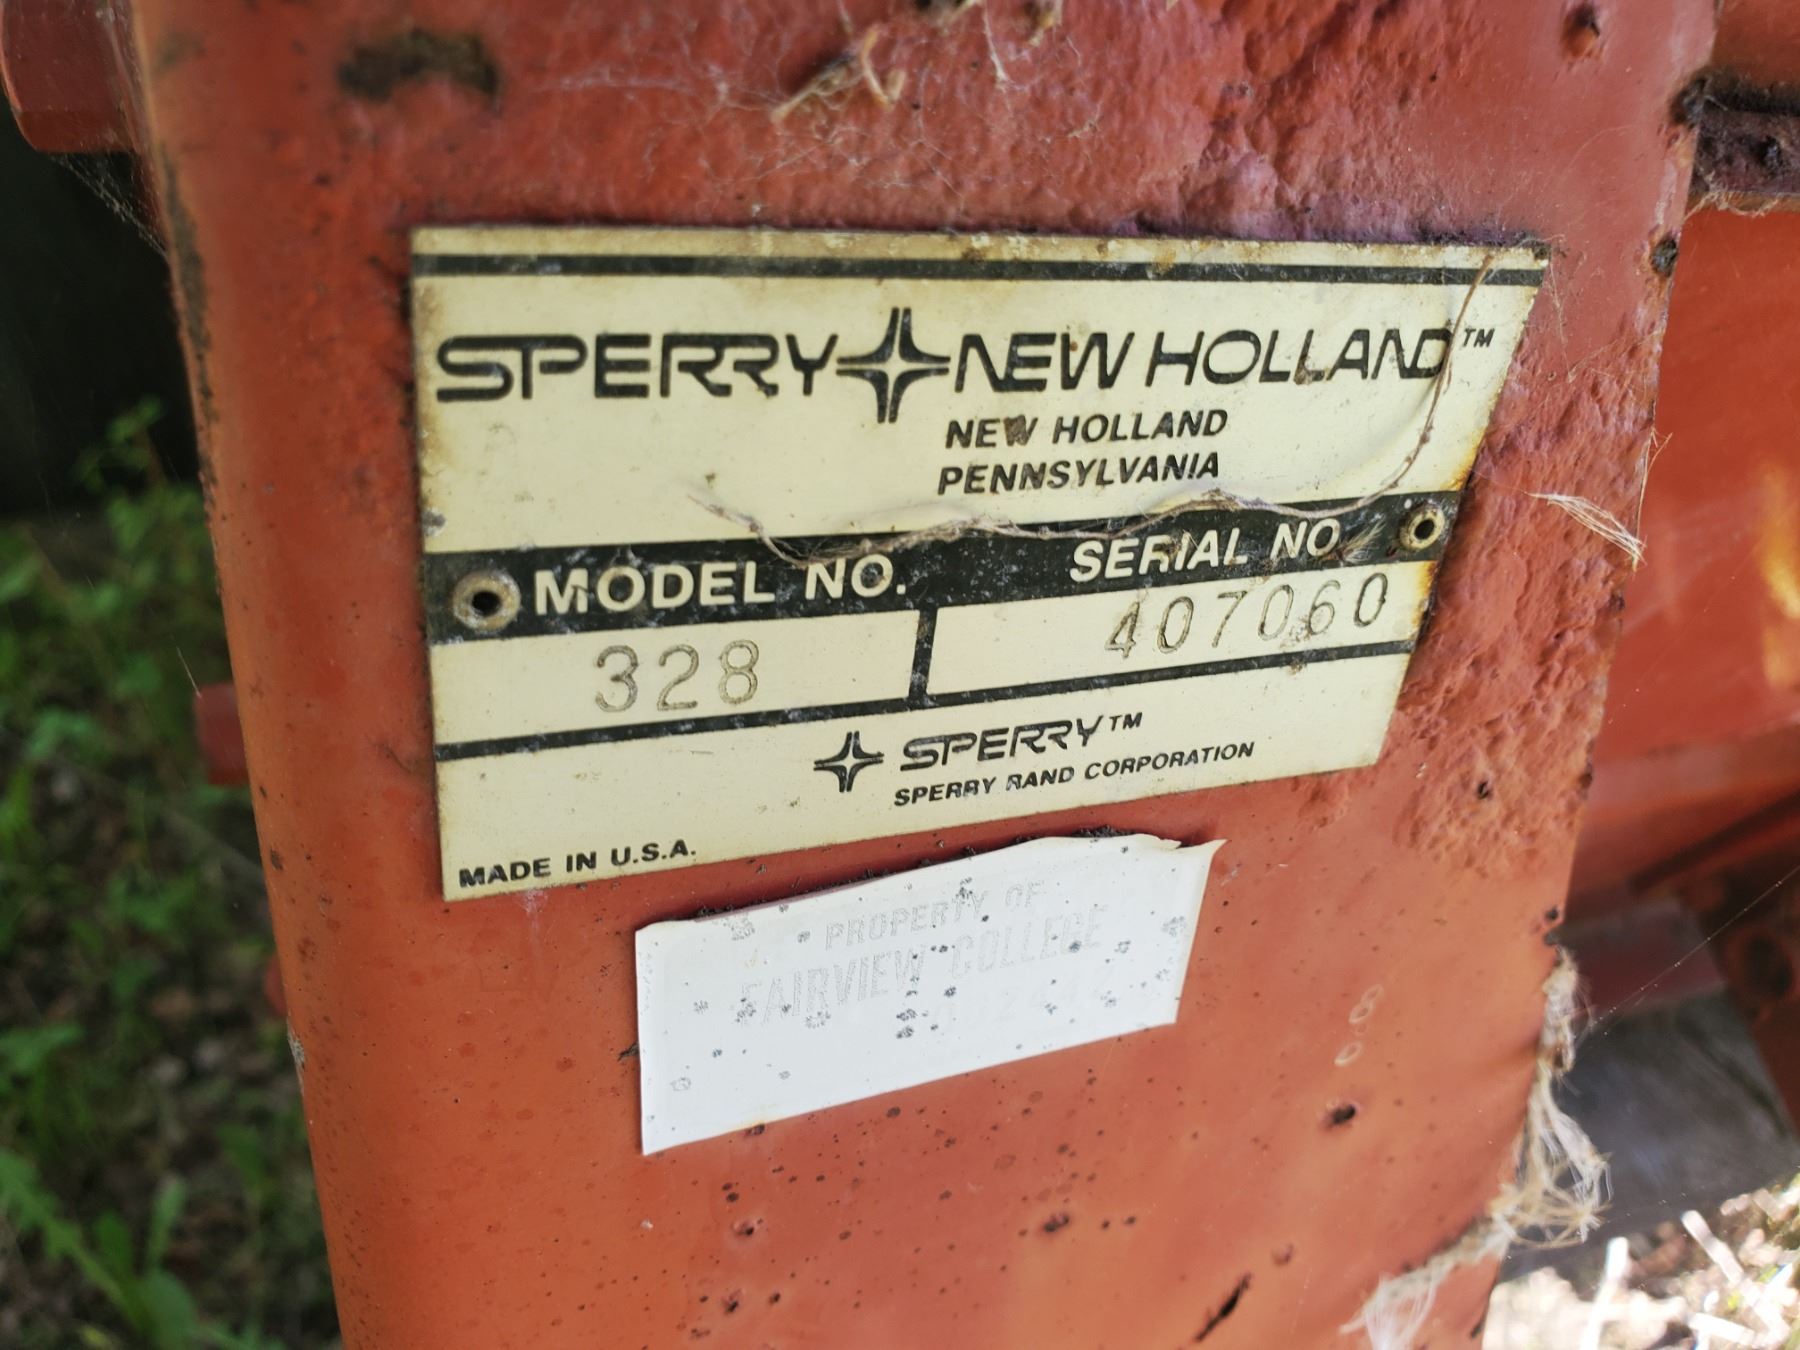 SPERRY NEW HOLLAND™
NEW HOLLAND
PENNSYLVANIA
MODEL NO. SERIAL NO
328 407060
SPERRY™
SPERRY RAND CORPORATION
MADE IN U.S.A.
PROPERTY OF
FAIRVIEW COLLEGE